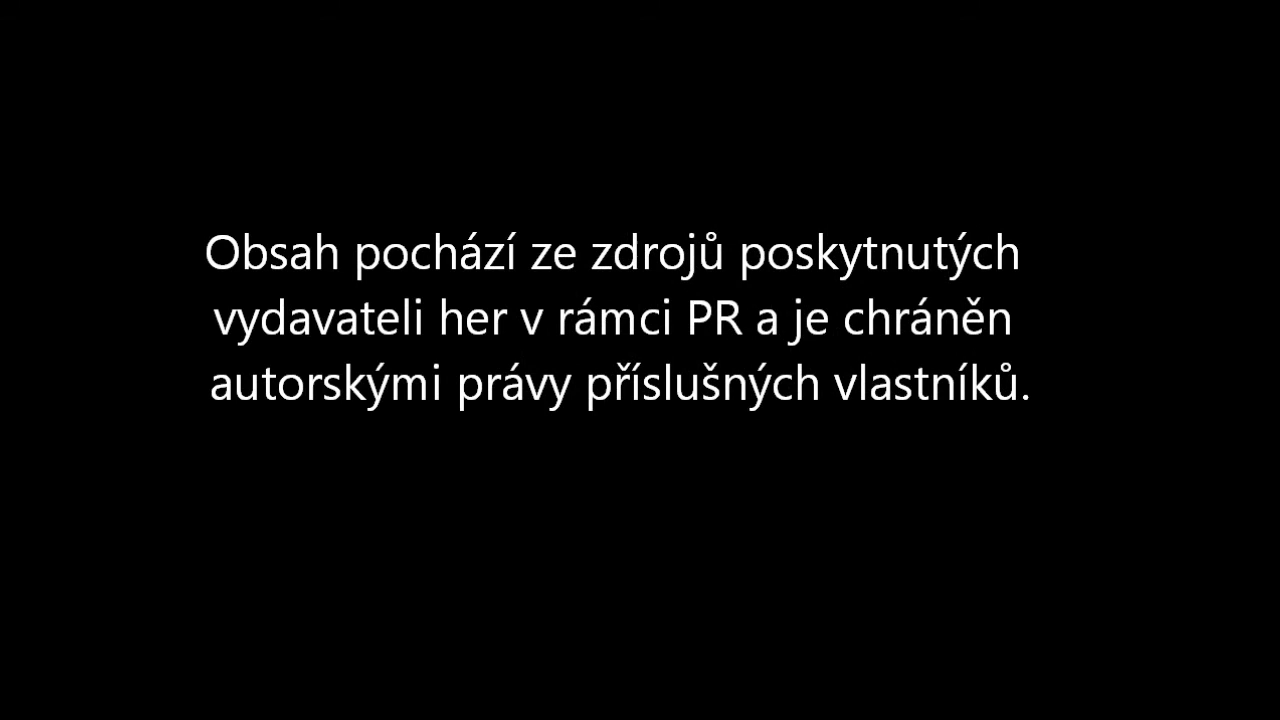 Obsah pochází ze zdrojů poskytnutých
vydavateli her v rámci PR a je chráněn
autorskými právy příslušných vlastníků.